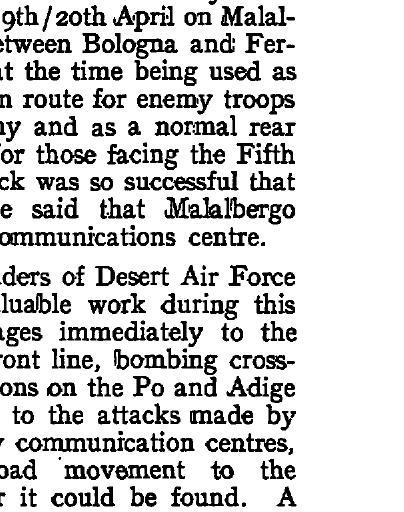 9th/20th April on Malal-
etween Bologna and Fer-
at the time being used as
n route for enemy troops
ny and as a normal rear
or those facing the Fifth
ck was so successful that
e said that Malalbergo
ommunications centre.
ders of Desert Air Force
luable work during this
ages immediately to the
ront line, bombing cross-
ons on the Po and Adige
to the attacks made by
y communication centres,
oad movement to the
r it could be found. A